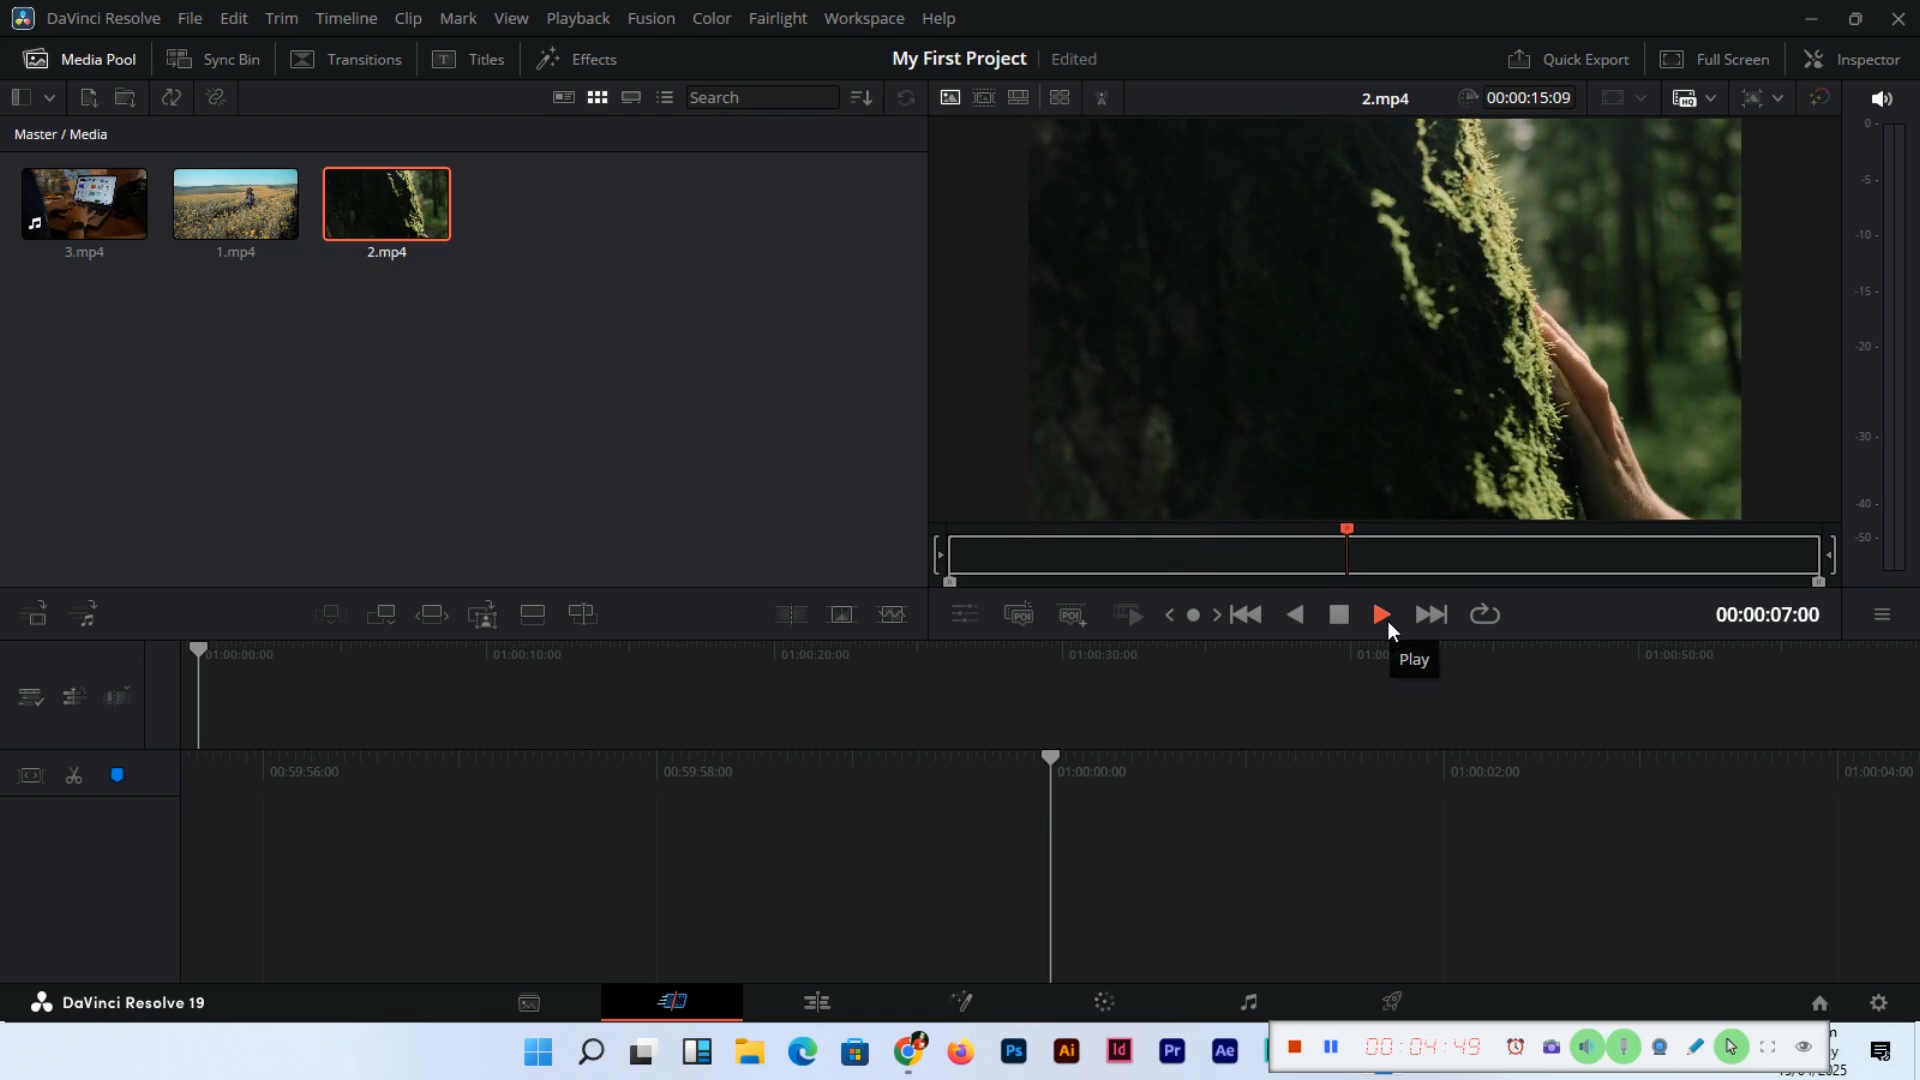 DaVinci Resolve File Edit Trim Timeline Clip Mark View Playback Fusion Color Fairlight Workspace Help
Media Pool Sync Bin Transitions Titles Effects My First Project Edited Quick Export Full Screen Inspector
Search 2.mp4 00:00:15:09
Master / Media
3.mp4 1.mp4 2.mp4
0 -
-5 -
-10 -
-15 -
-20 -
-30 -
-40 -
-50 -
00:00:07:00
Play
01:00:00:00 01:00:10:00 01:00:20:00 01:00:30:00 01:00:50:00
00:59:56:00 00:59:58:00 01:00:00:00 01:00:02:00 01:00:04:00
DaVinci Resolve 19
Ps Ai Id Pr Ae 00:04:49